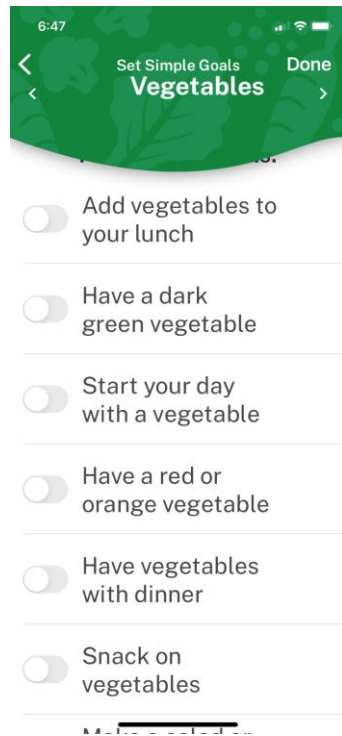 6:47
Set Simple Goals
Done
Vegetables
Add vegetables to
your lunch
Have a dark
green vegetable
Start your day
with a vegetable
Have a red or
orange vegetable
Have vegetables
with dinner
Snack on
vegetables